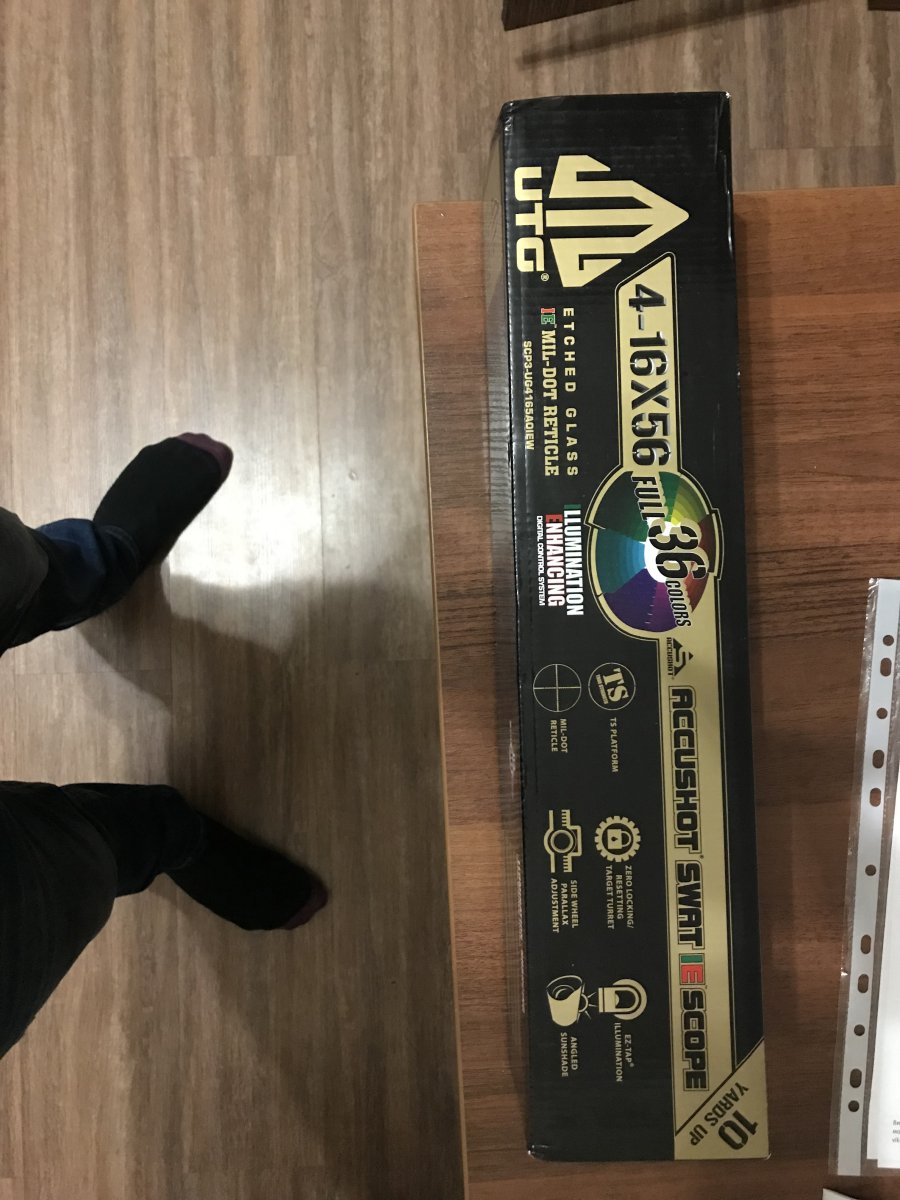 UTG®
4-16X56
ETCHED GLASS
IE™ MIL-DOT RETICLE
SCP3-UG4165AOIEW
FULL
36
COLORS
ILLUMINATION
ENHANCING
DIGITAL CONTROL SYSTEM
ACCUSHOT®
ACCUSHOT® SWAT IE SCOPE
TS
TS PLATFORM
MIL-DOT
RETICLE
ZERO LOCKING/
RESETTING
TARGET TURRET
SIDE WHEEL
PARALLAX
ADJUSTMENT
EZ-TAP®
ILLUMINATION
ANGLED
SUNSHADE
10
YARDS UP